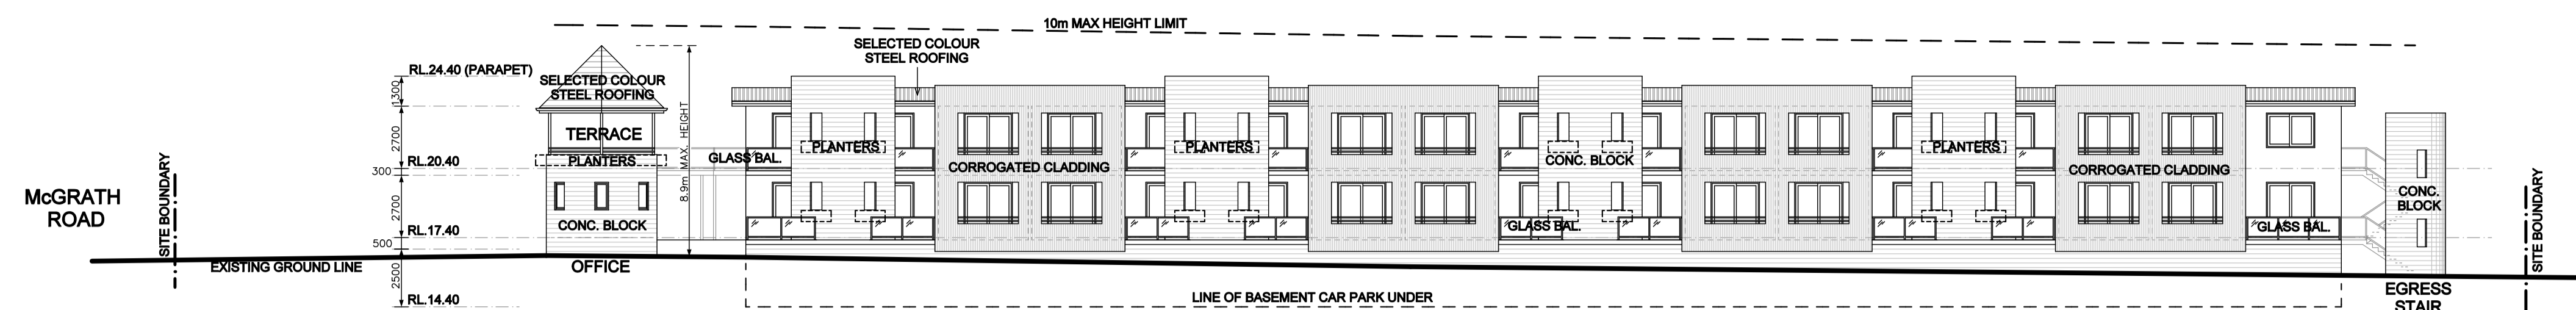 10m MAX HEIGHT LIMIT
SELECTED COLOUR
STEEL ROOFING
RL.24.40 (PARAPET)
SELECTED COLOUR
STEEL ROOFING
1300
8.9m MAX. HEIGHT
TERRACE
2700
PLANTERS
PLANTERS
PLANTERS
RL.20.40
PLANTERS
GLASS BAL.
CONC. BLOCK
300
CORROGATED CLADDING
CORROGATED CLADDING
McGRATH
ROAD
SITE BOUNDARY
2700
CONC.
BLOCK
SITE BOUNDARY
CONC. BLOCK
GLASS BAL.
GLASS BAL.
RL.17.40
500
EXISTING GROUND LINE
OFFICE
2500
RL.14.40
LINE OF BASEMENT CAR PARK UNDER
EGRESS
STAIR